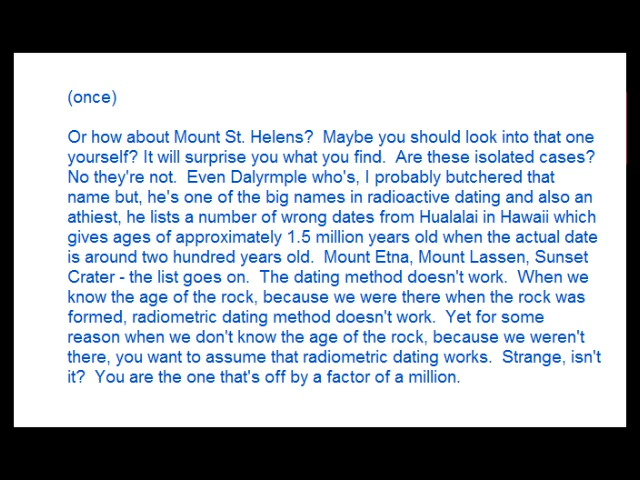 (once)
Or how about Mount St. Helens?  Maybe you should look into that one
yourself? It will surprise you what you find.  Are these isolated cases?
No they're not.  Even Dalyrmple who's, I probably butchered that
name but, he's one of the big names in radioactive dating and also an
athiest, he lists a number of wrong dates from Hualalai in Hawaii which
gives ages of approximately 1.5 million years old when the actual date
is around two hundred years old.  Mount Etna, Mount Lassen, Sunset
Crater - the list goes on.  The dating method doesn't work.  When we
know the age of the rock, because we were there when the rock was
formed, radiometric dating method doesn't work.  Yet for some
reason when we don't know the age of the rock, because we weren't
there, you want to assume that radiometric dating works.  Strange, isn't
it?  You are the one that's off by a factor of a million.